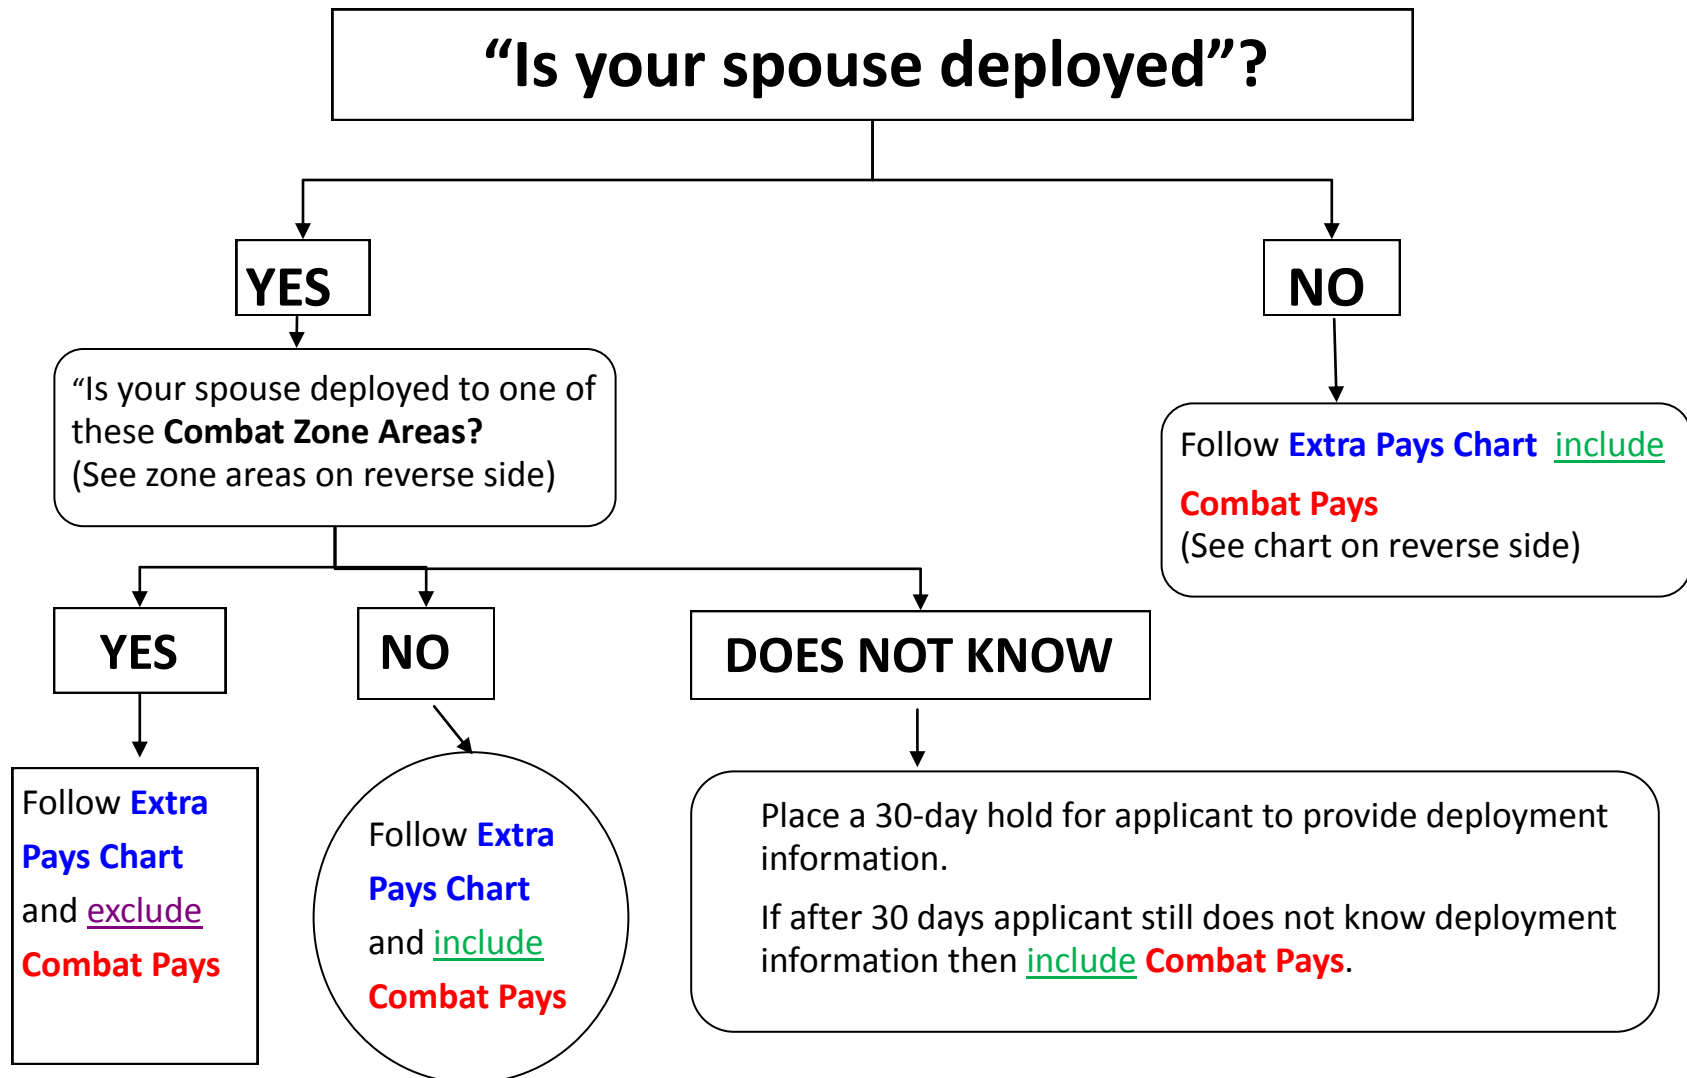 “Is your spouse deployed”?
YES
NO
“Is your spouse deployed to one of
these Combat Zone Areas?
(See zone areas on reverse side)
Follow Extra Pays Chart include
Combat Pays
(See chart on reverse side)
YES
NO
DOES NOT KNOW
Follow Extra
Pays Chart
and exclude
Combat Pays
Follow Extra
Pays Chart
and include
Combat Pays
Place a 30-day hold for applicant to provide deployment
information.
If after 30 days applicant still does not know deployment
information then include Combat Pays.